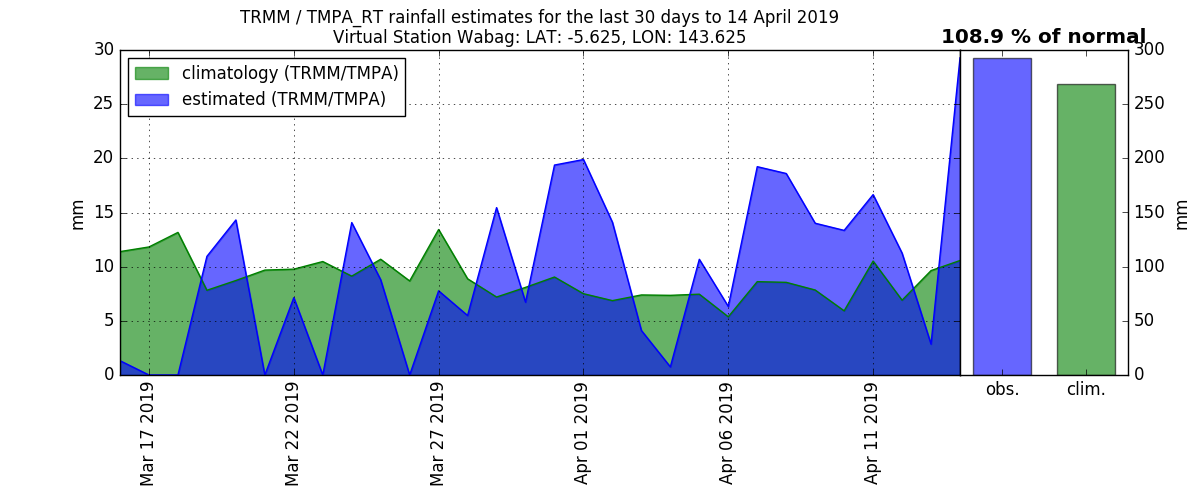 TRMM / TMPA_RT rainfall estimates for the last 30 days to 14 April 2019
Virtual Station Wabag: LAT: -5.625, LON: 143.625
108.9 % of normal
climatology (TRMM/TMPA)
estimated (TRMM/TMPA)
30
25
20
15
10
5
0
mm
Mar 17 2019
Mar 22 2019
Mar 27 2019
Apr 01 2019
Apr 06 2019
Apr 11 2019
obs.
clim.
300
250
200
150
100
50
0
mm